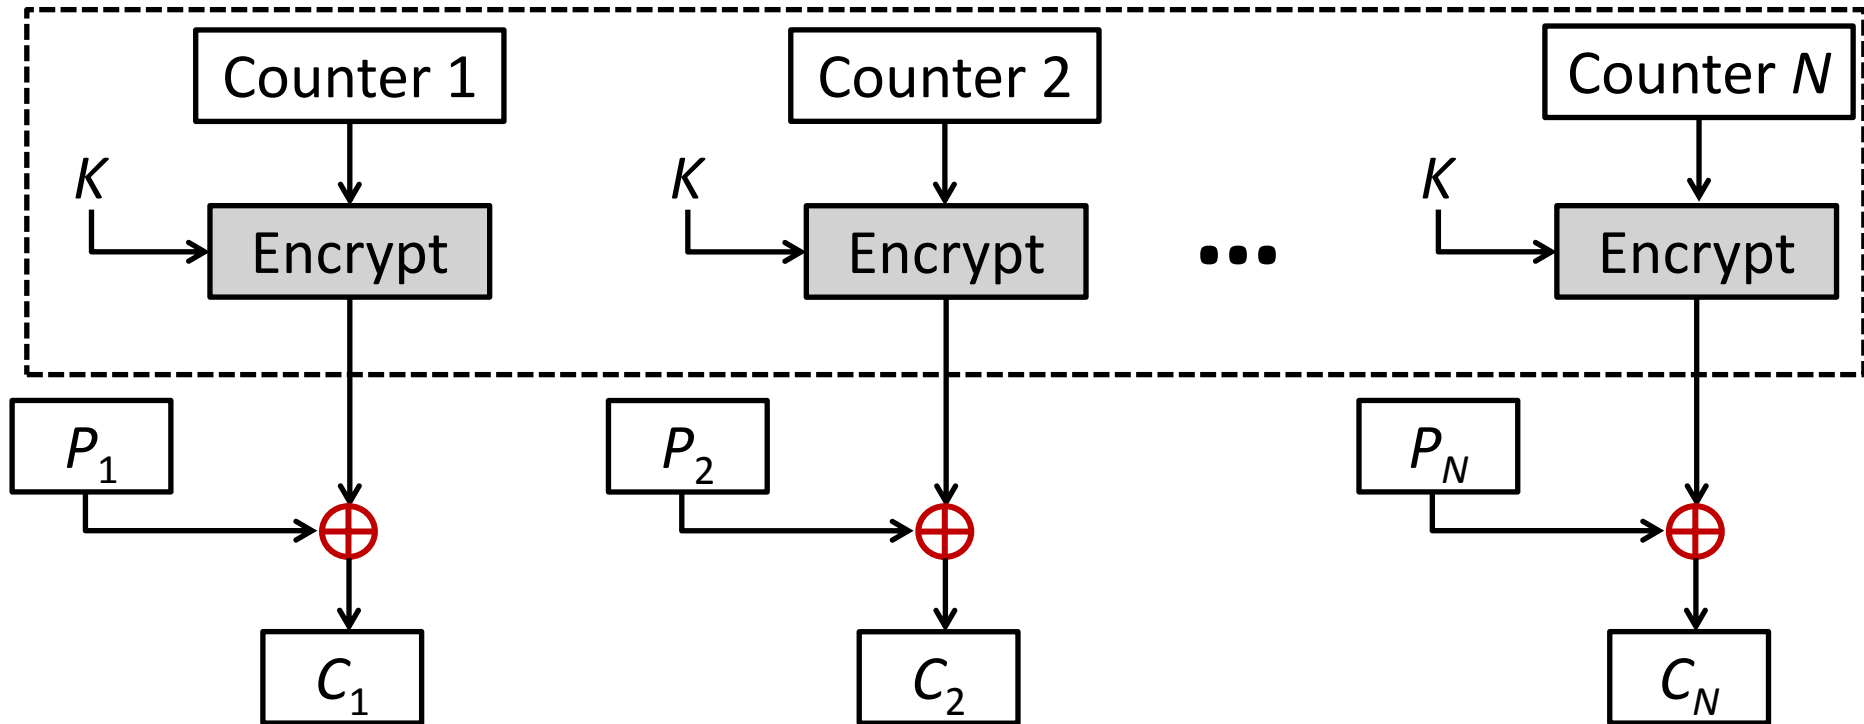 Counter 1 Counter 2 Counter N
K K K
Encrypt Encrypt ... Encrypt
P1 P2 PN
C1 C2 CN